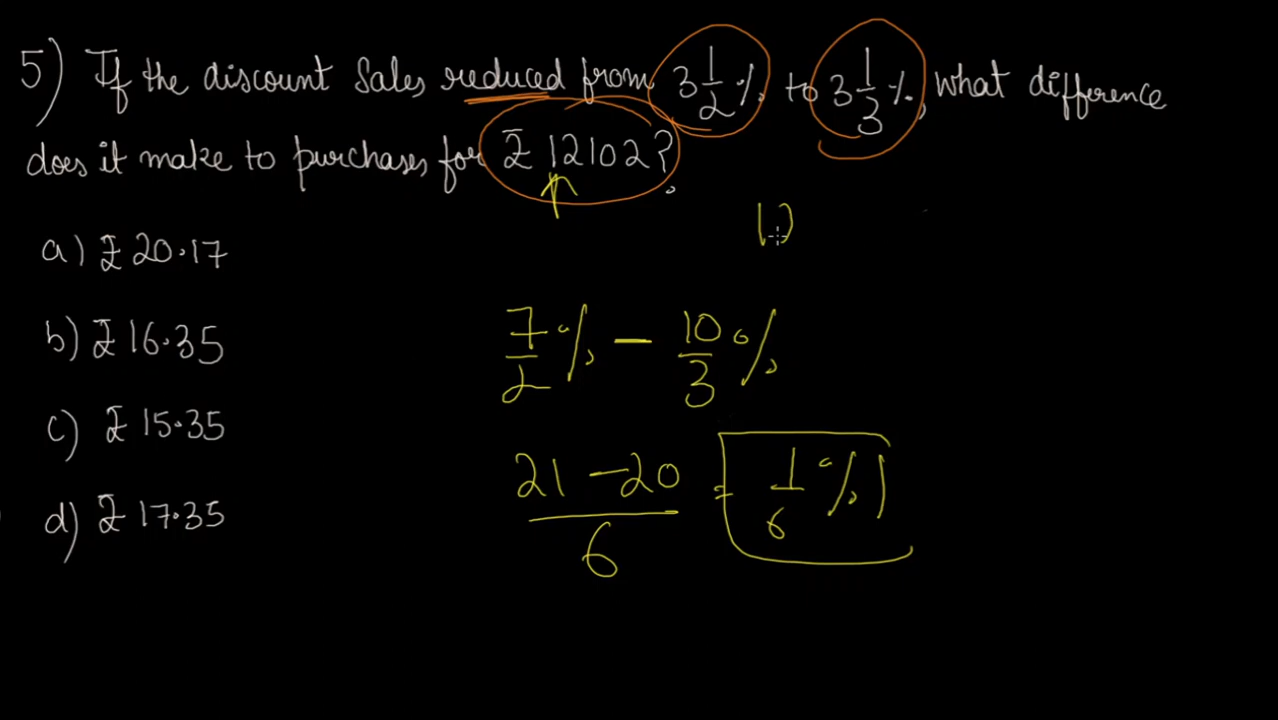 5) If the discount Sales reduced from 3 1/2 % to 3 1/3 %, what difference
does it make to purchases for ₹ 12102?
12
a) ₹ 20.17
7/2 % - 10/3 %
b) ₹ 16.35
c) ₹ 15.35
21 - 20 / 6 = 1/6 %
d) ₹ 17.35